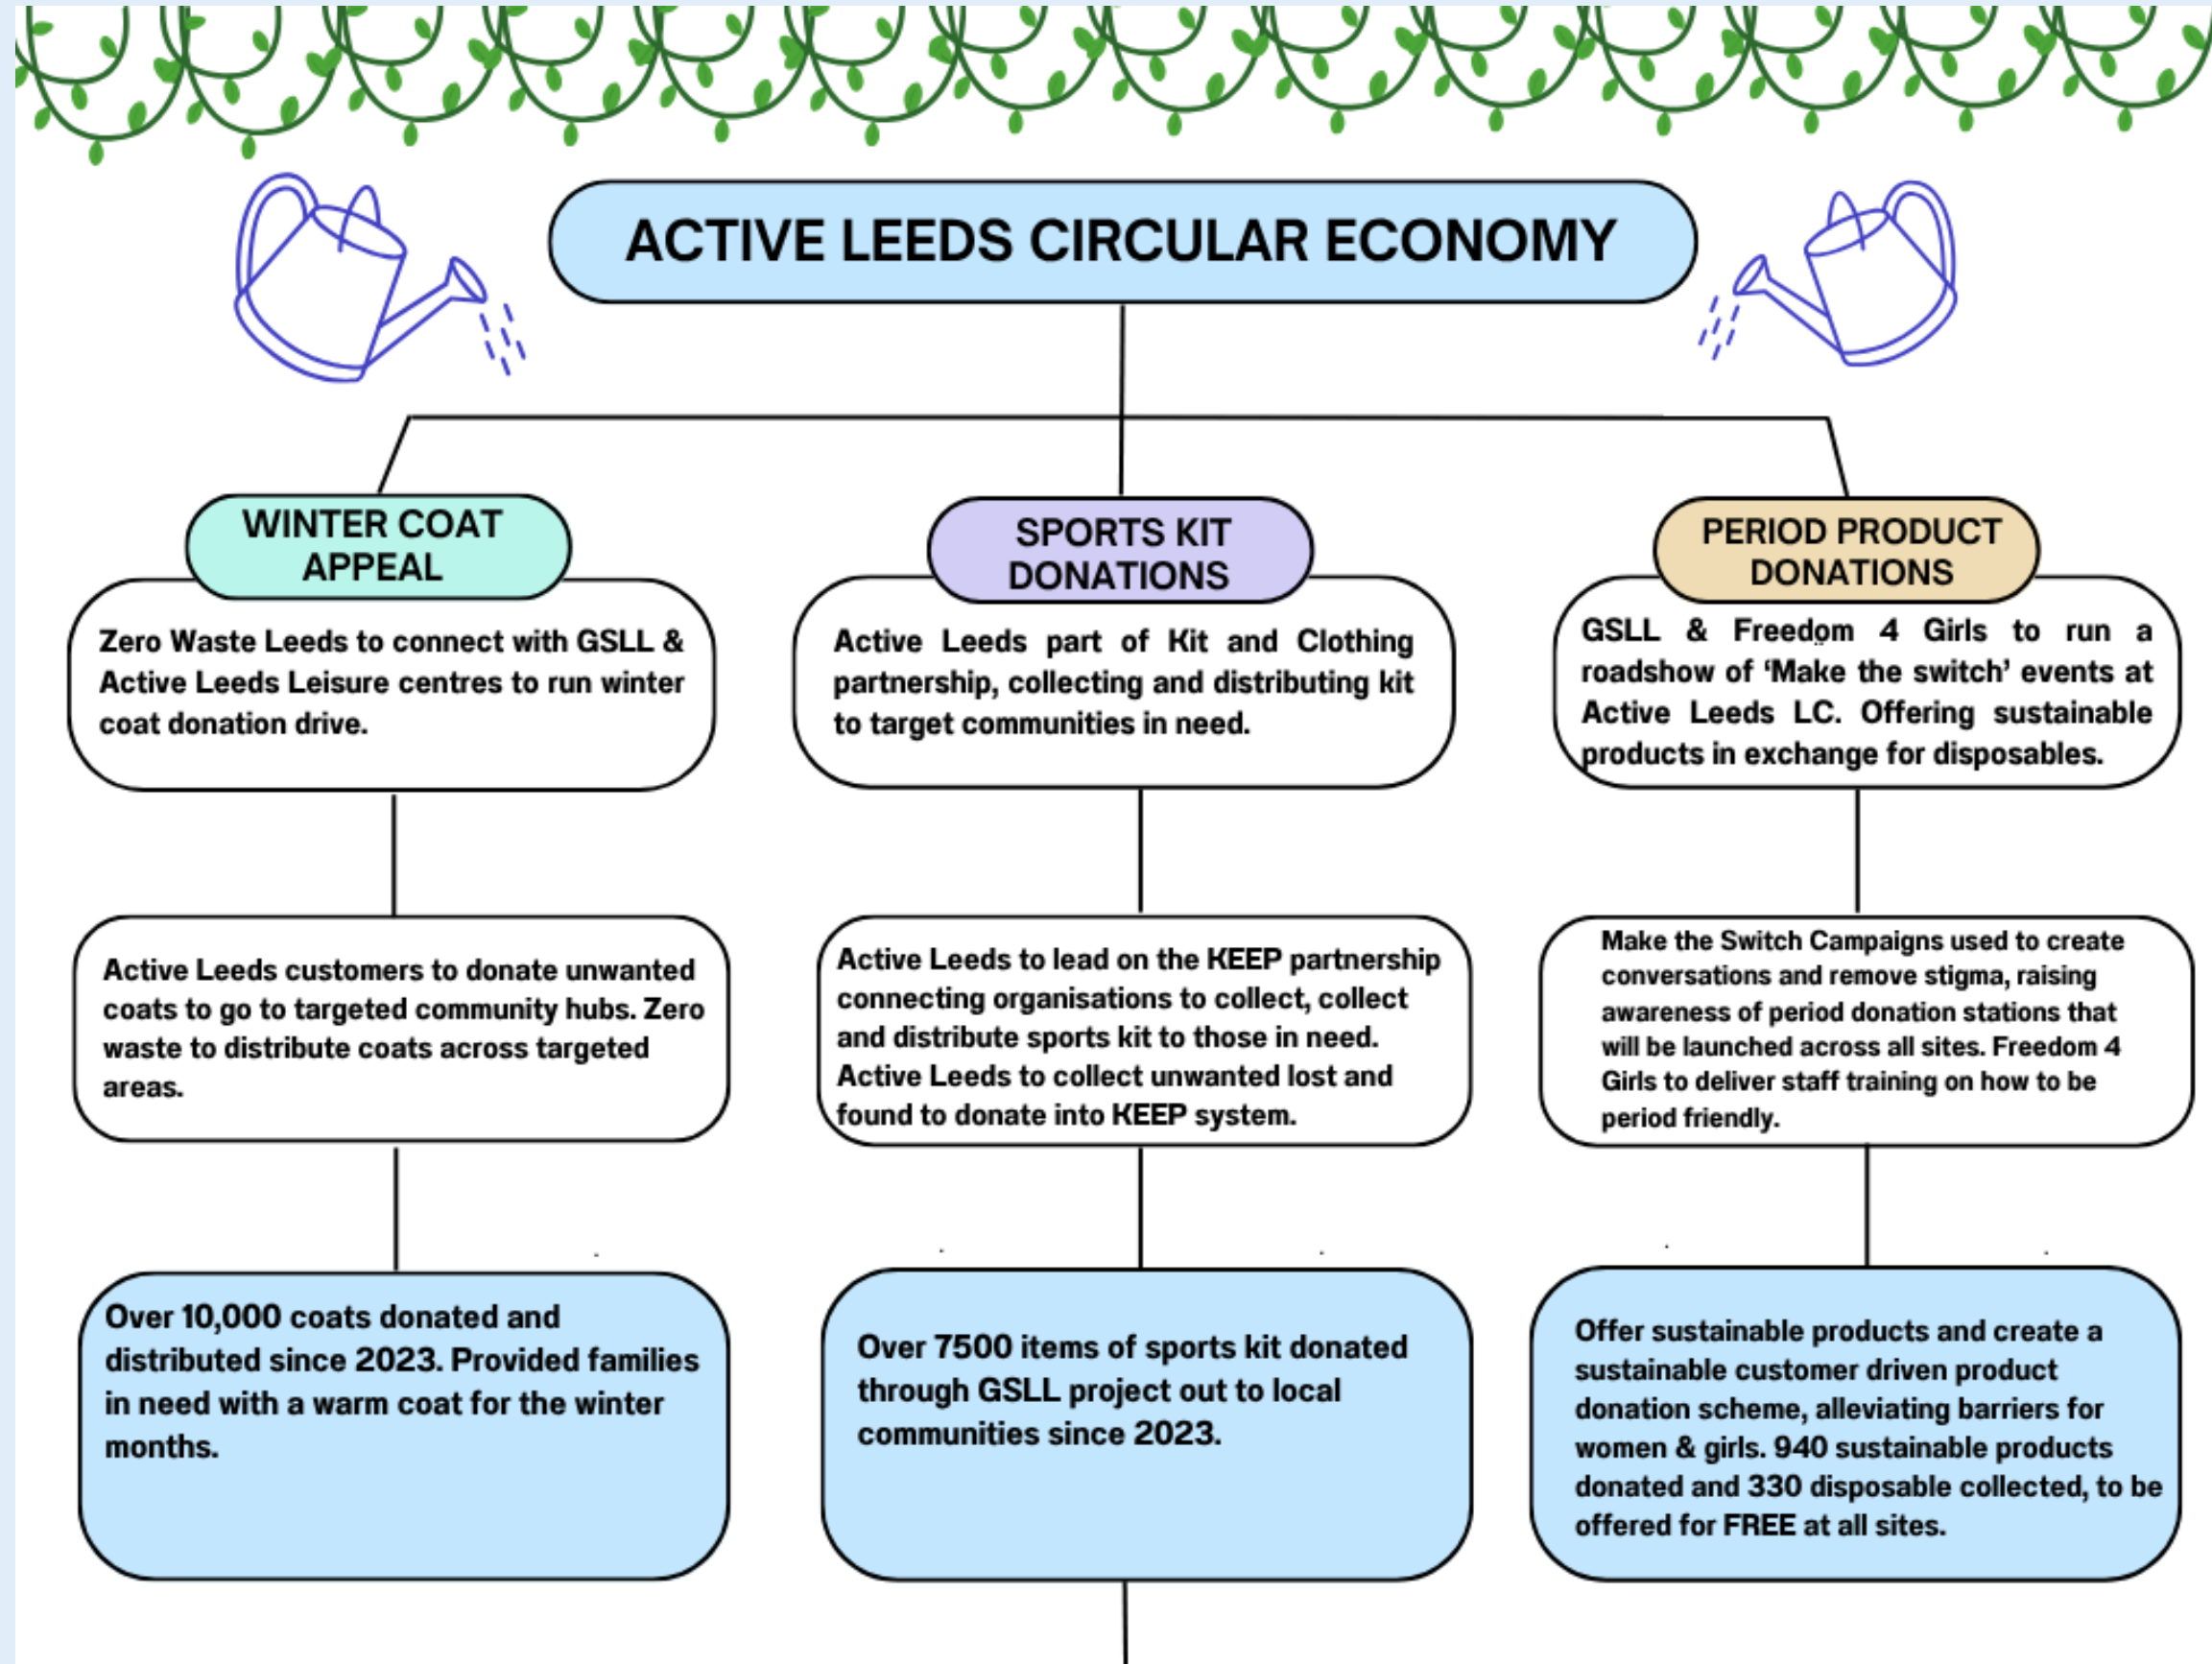 ACTIVE LEEDS CIRCULAR ECONOMY
WINTER COAT
APPEAL
Zero Waste Leeds to connect with GSLL &
Active Leeds Leisure centres to run winter
coat donation drive.
Active Leeds customers to donate unwanted
coats to go to targeted community hubs. Zero
waste to distribute coats across targeted
areas.
Over 10,000 coats donated and
distributed since 2023. Provided families
in need with a warm coat for the winter
months.
SPORTS KIT
DONATIONS
Active Leeds part of Kit and Clothing
partnership, collecting and distributing kit
to target communities in need.
Active Leeds to lead on the KEEP partnership
connecting organisations to collect, collect
and distribute sports kit to those in need.
Active Leeds to collect unwanted lost and
found to donate into KEEP system.
Over 7500 items of sports kit donated
through GSLL project out to local
communities since 2023.
PERIOD PRODUCT
DONATIONS
GSLL & Freedom 4 Girls to run a
roadshow of ‘Make the switch’ events at
Active Leeds LC. Offering sustainable
products in exchange for disposables.
Make the Switch Campaigns used to create
conversations and remove stigma, raising
awareness of period donation stations that
will be launched across all sites. Freedom 4
Girls to deliver staff training on how to be
period friendly.
Offer sustainable products and create a
sustainable customer driven product
donation scheme, alleviating barriers for
women & girls. 940 sustainable products
donated and 330 disposable collected, to be
offered for FREE at all sites.